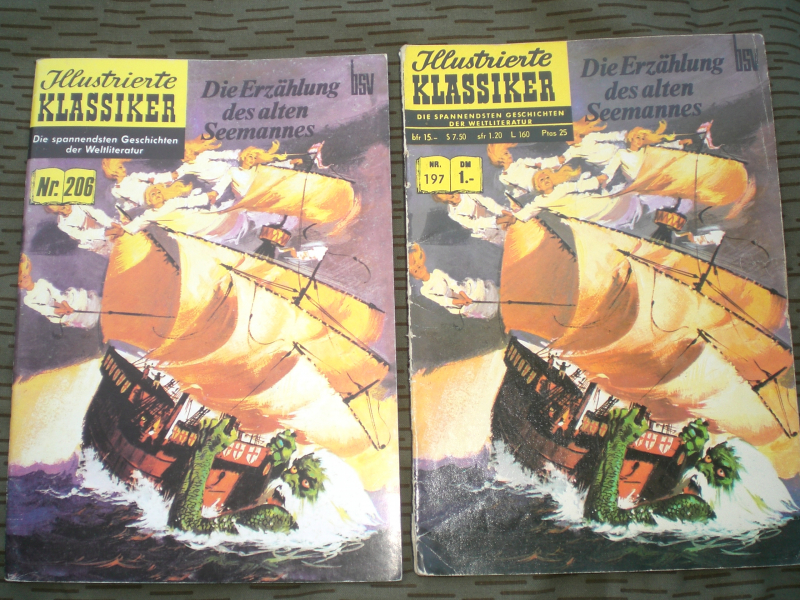 Illustrierte
KLASSIKER
Die spannendsten Geschichten
der Weltliteratur
Nr. 206
Die Erzählung
des alten
Seemannes
bsv
Illustrierte
KLASSIKER
DIE SPANNENDSTEN GESCHICHTEN
DER WELTLITERATUR
bfr 15.- S 7.50 sfr 1.20 L 160 Ptas 25
NR.
197
DM
1.-
Die Erzählung
des alten
Seemannes
bsv